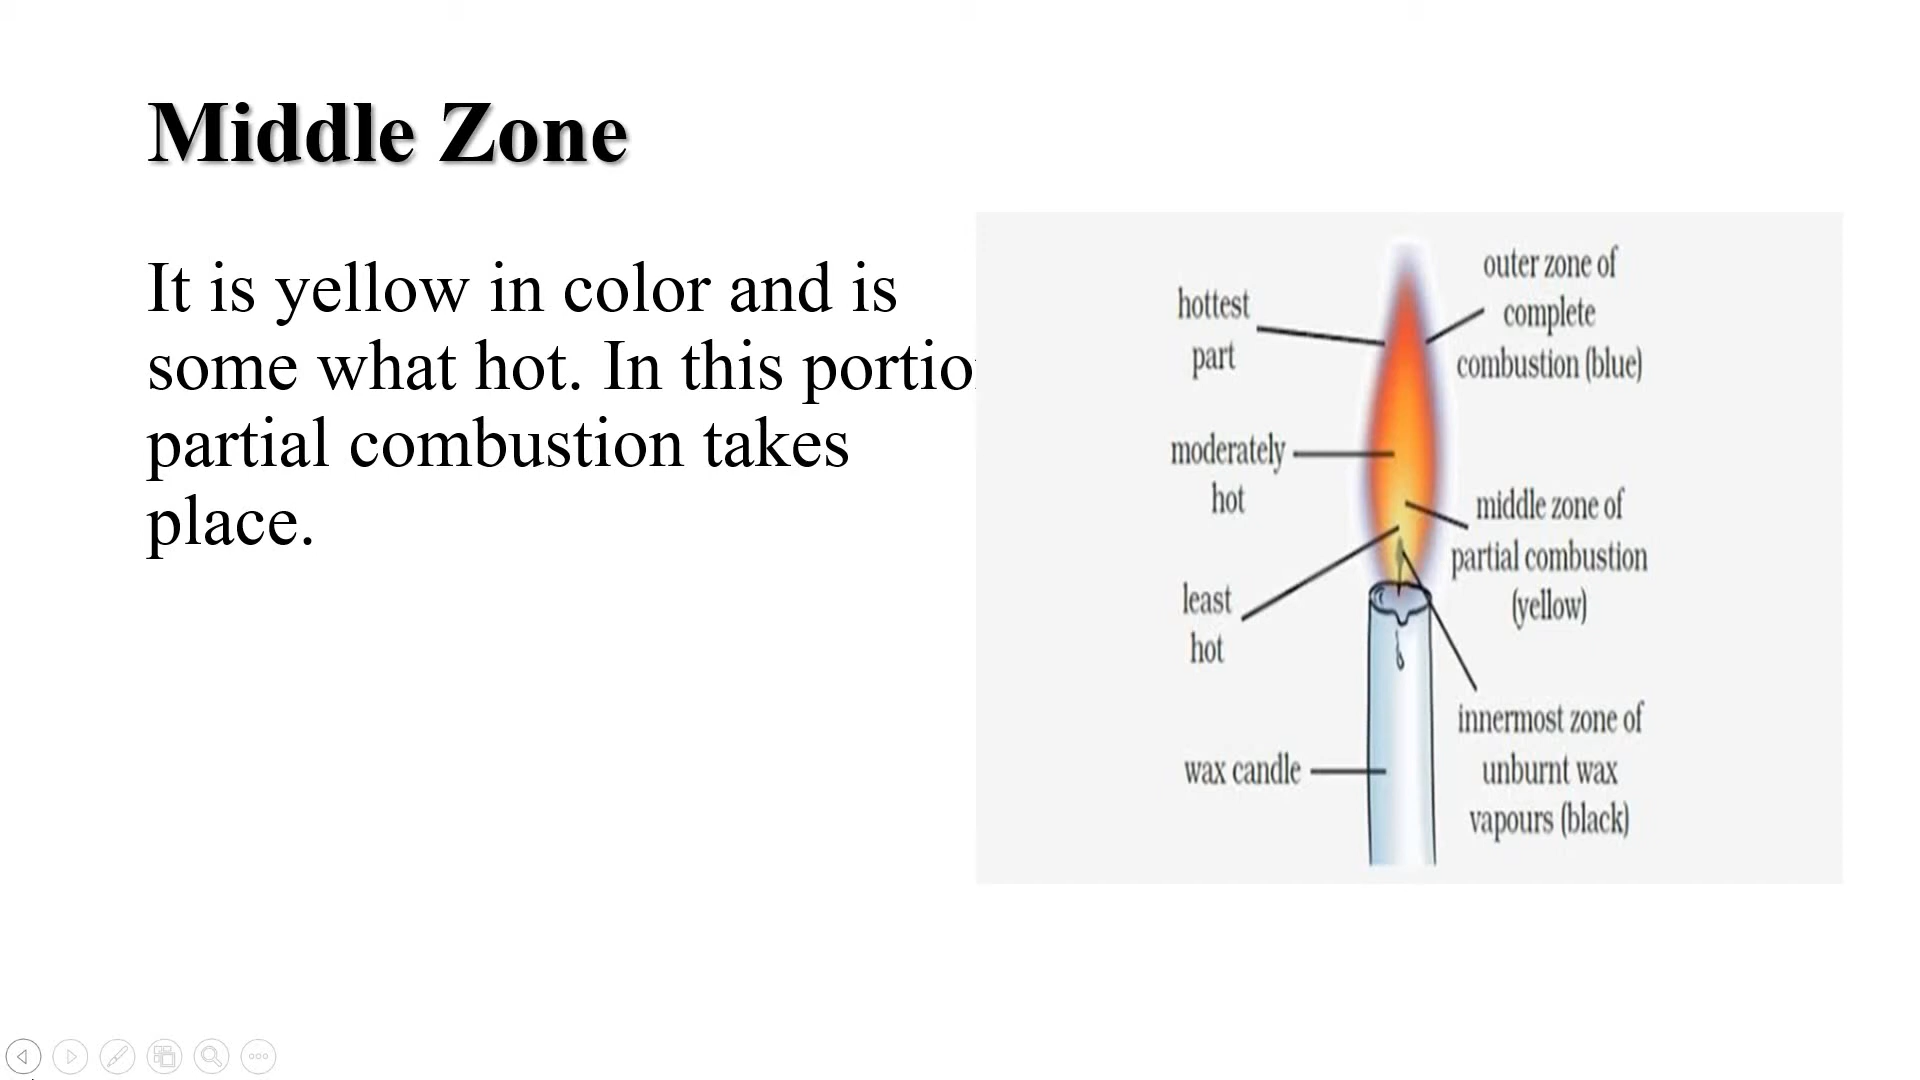 Middle Zone
It is yellow in color and is
some what hot. In this portio
partial combustion takes
place.
hottest
part
moderately
hot
least
hot
wax candle
outer zone of
complete
combustion (blue)
middle zone of
partial combustion
(yellow)
innermost zone of
unburnt wax
vapours (black)